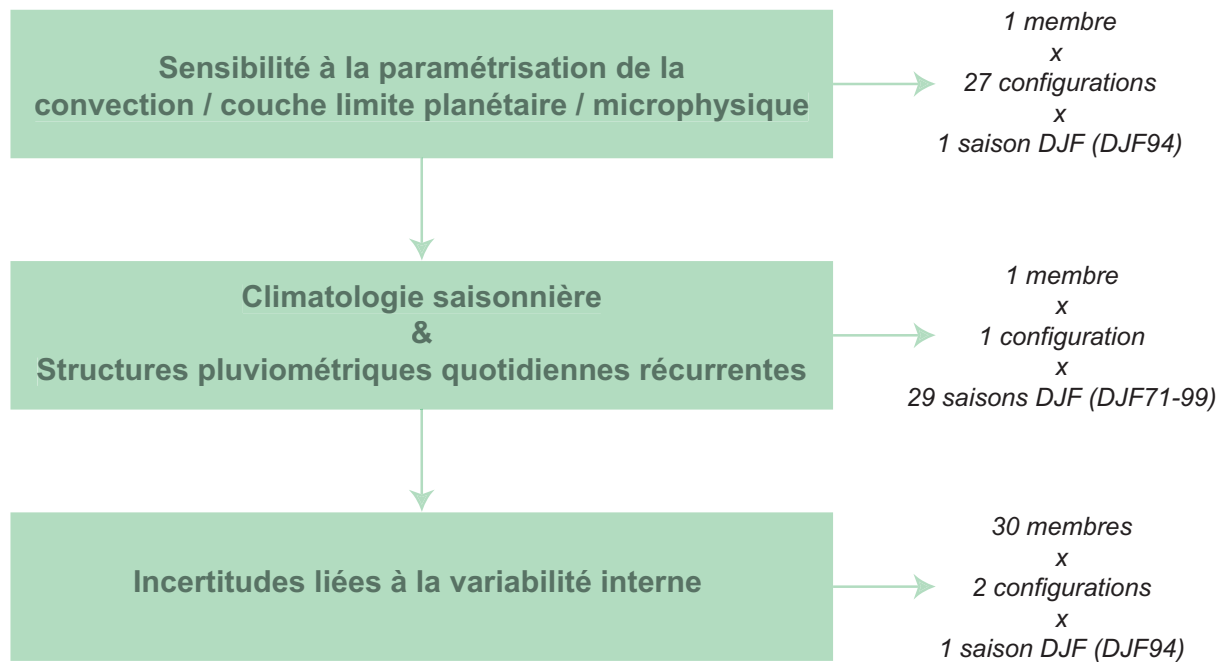 Sensibilité à la paramétrisation de la
convection / couche limite planétaire / microphysique
1 membre
x
27 configurations
x
1 saison DJF (DJF94)
Climatologie saisonnière
&
Structures pluviométriques quotidiennes récurrentes
1 membre
x
1 configuration
x
29 saisons DJF (DJF71-99)
Incertitudes liées à la variabilité interne
30 membres
x
2 configurations
x
1 saison DJF (DJF94)